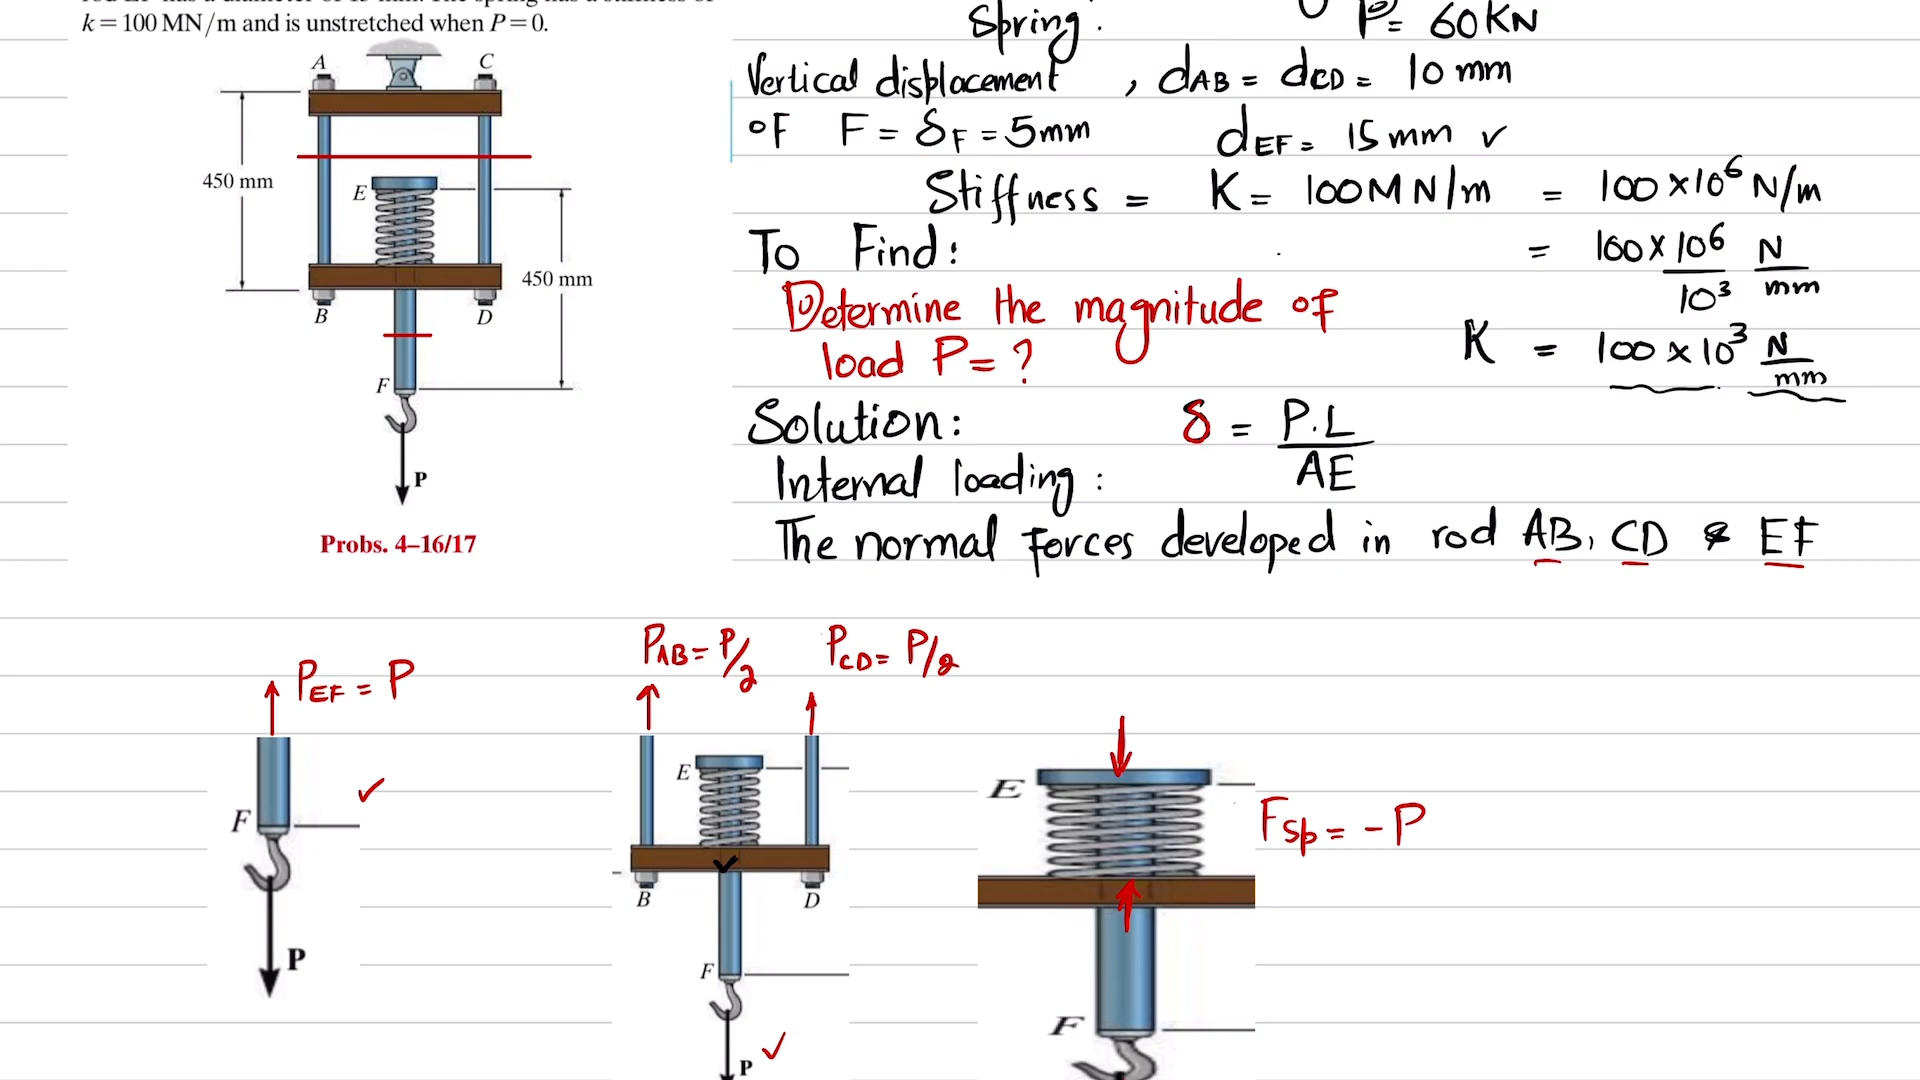 k = 100 MN/m and is unstretched when P = 0.
A
C
450 mm
E
450 mm
B
D
F
P
Probs. 4–16/17
Spring:
P = 60 KN
Vertical displacement , dAB = dCD = 10 mm
of F = δF = 5mm dEF = 15 mm ✓
Stiffness = K = 100 MN/m = 100 x 10^6 N/m
To Find:
= 100 x 10^6 / 10^3 N/mm
Determine the magnitude of
load P = ?
K = 100 x 10^3 N/mm
Solution: δ = P.L / AE
Internal loading:
The normal forces developed in rod AB, CD & EF
PEF = P
F
P
PAB = P/2
PCD = P/2
E
B
D
F
P
E
Fsp = -P
F